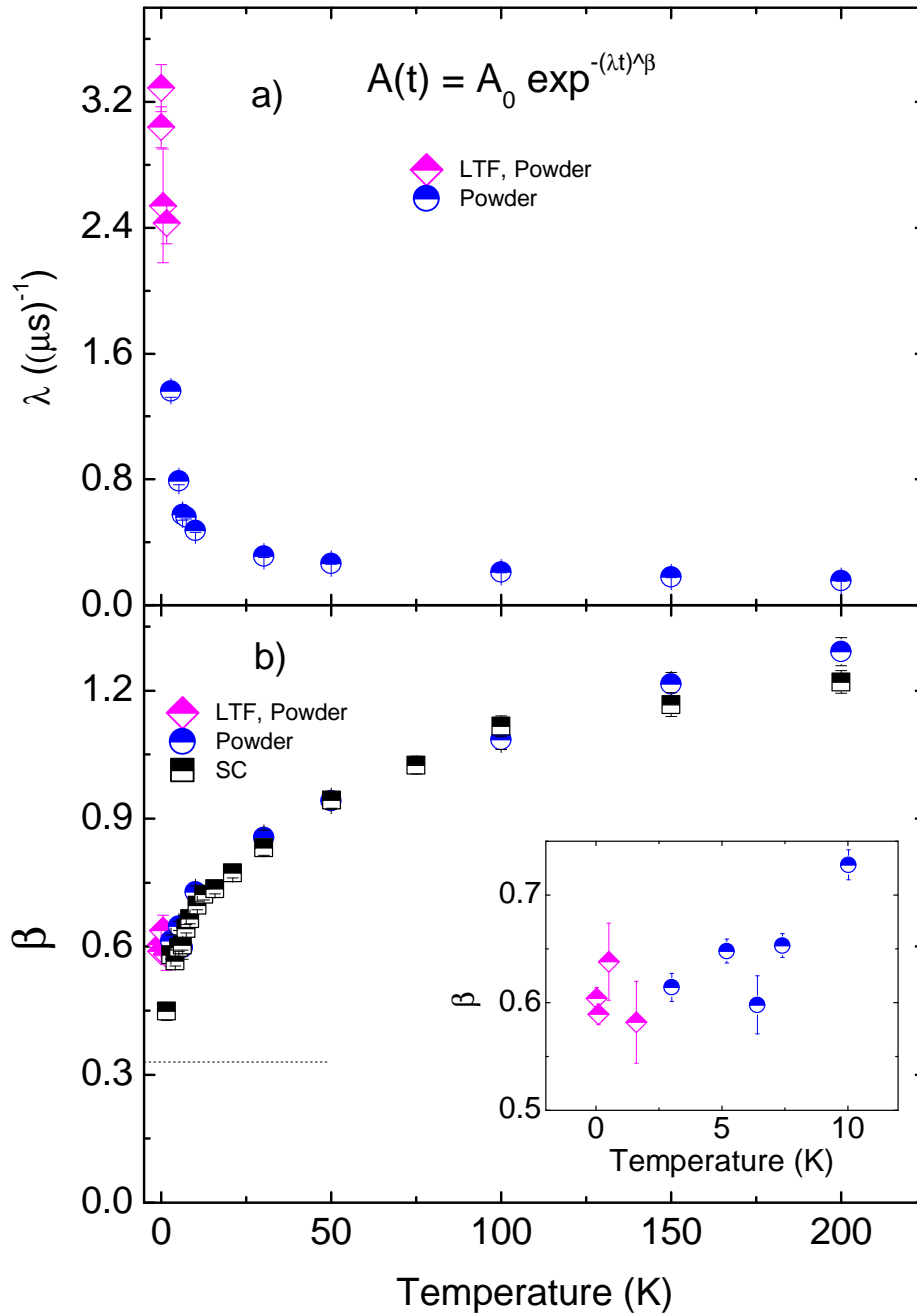 a)
A(t) = A₀ exp^-(λt)^β
LTF, Powder
Powder
3.2
2.4
1.6
0.8
0.0
λ ((μs)⁻¹
b)
LTF, Powder
Powder
SC
1.2
0.9
0.6
0.3
0.0
β
0.7
0.6
0.5
β
0 5 10
Temperature (K)
0 50 100 150 200
Temperature (K)